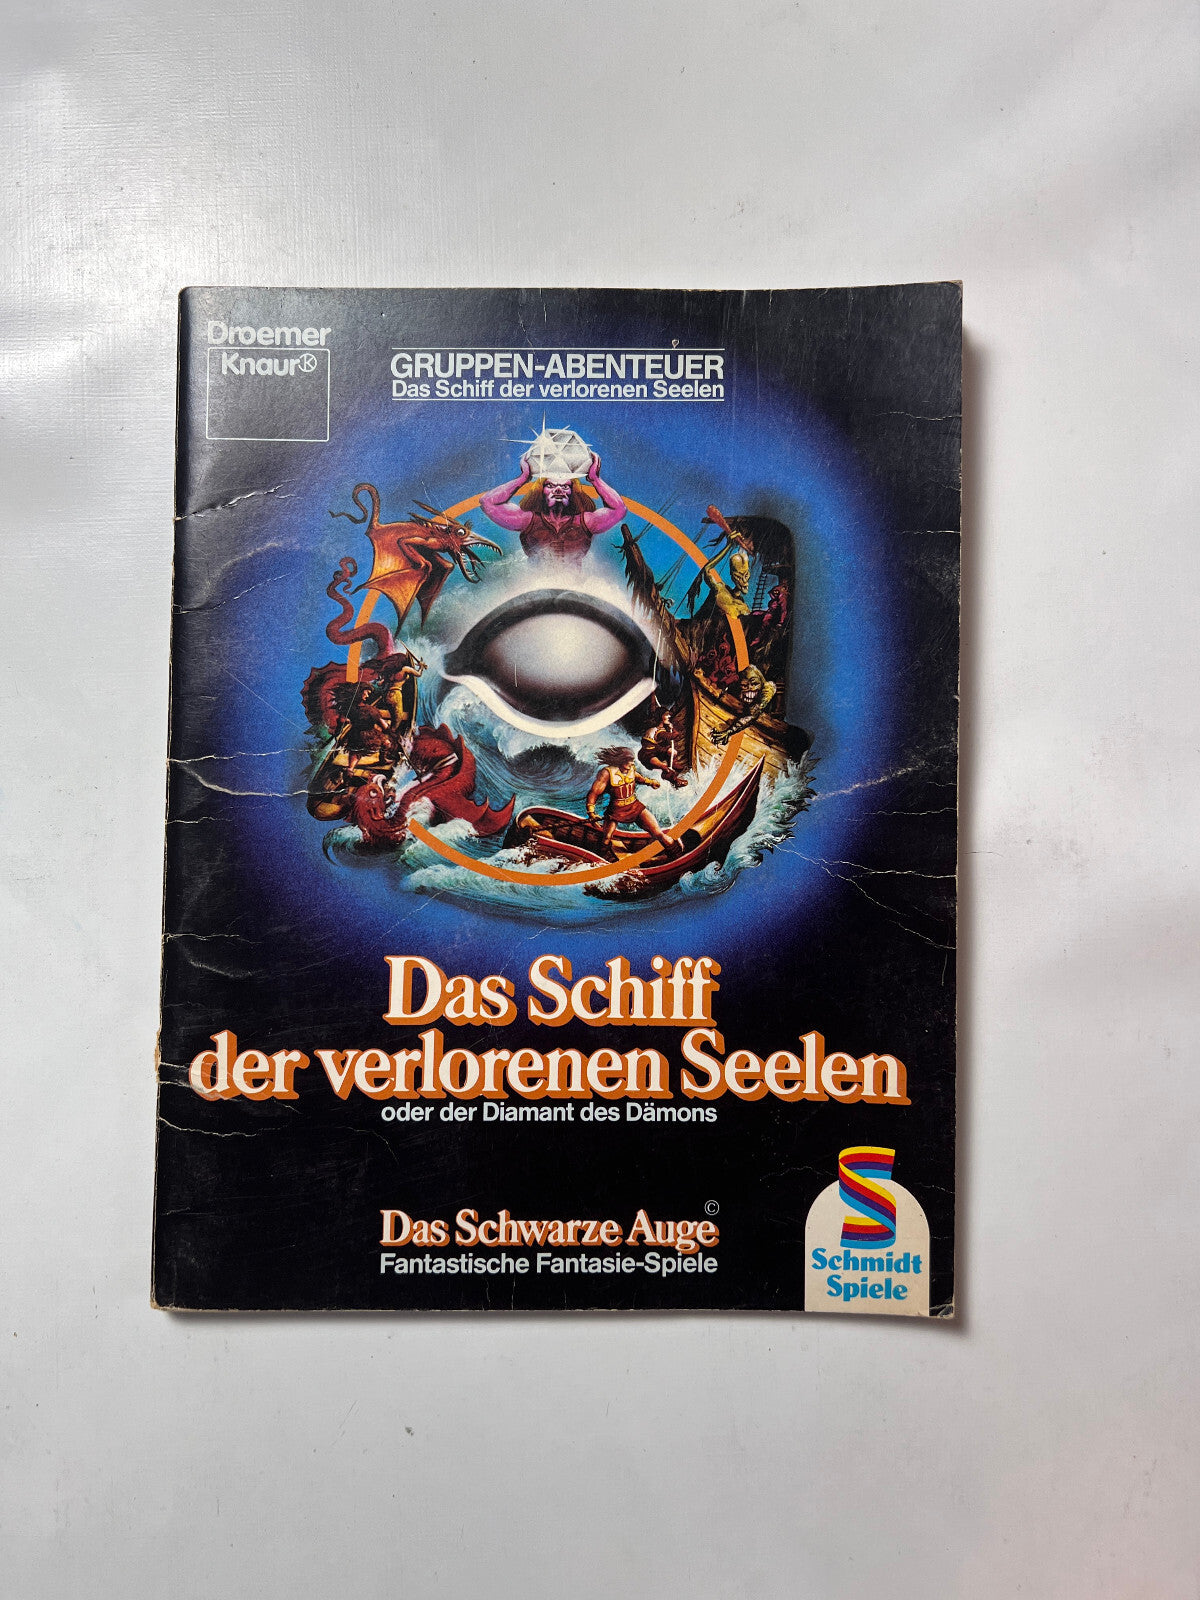 Droemer
Knaur
GRUPPEN-ABENTEUER
Das Schiff der verlorenen Seelen
Das Schiff
der verlorenen Seelen
oder der Diamant des Dämons
Das Schwarze Auge©
Fantastische Fantasie-Spiele
Schmidt
Spiele